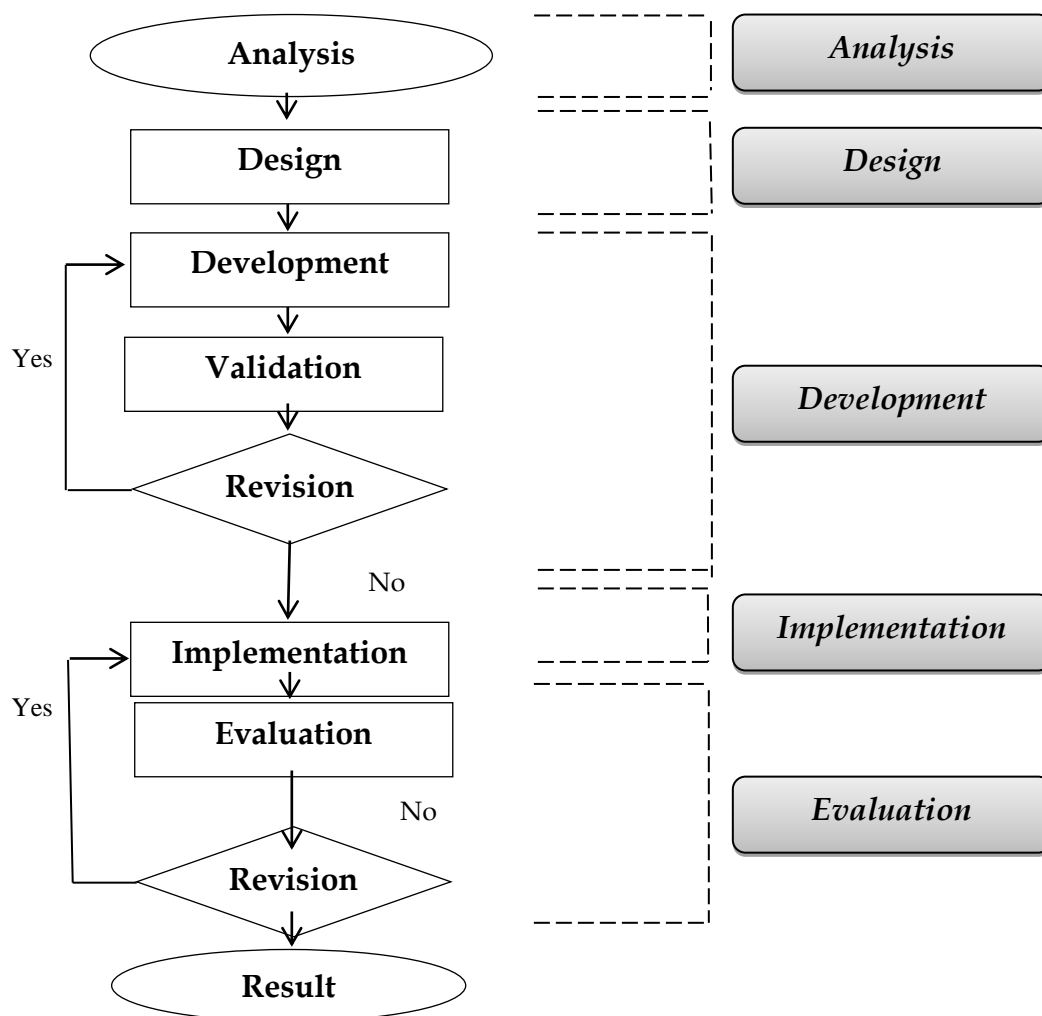 Analysis
Design
Development
Yes
Validation
Revision
No
Implementation
Yes
Evaluation
No
Revision
Result
Analysis
Design
Development
Implementation
Evaluation